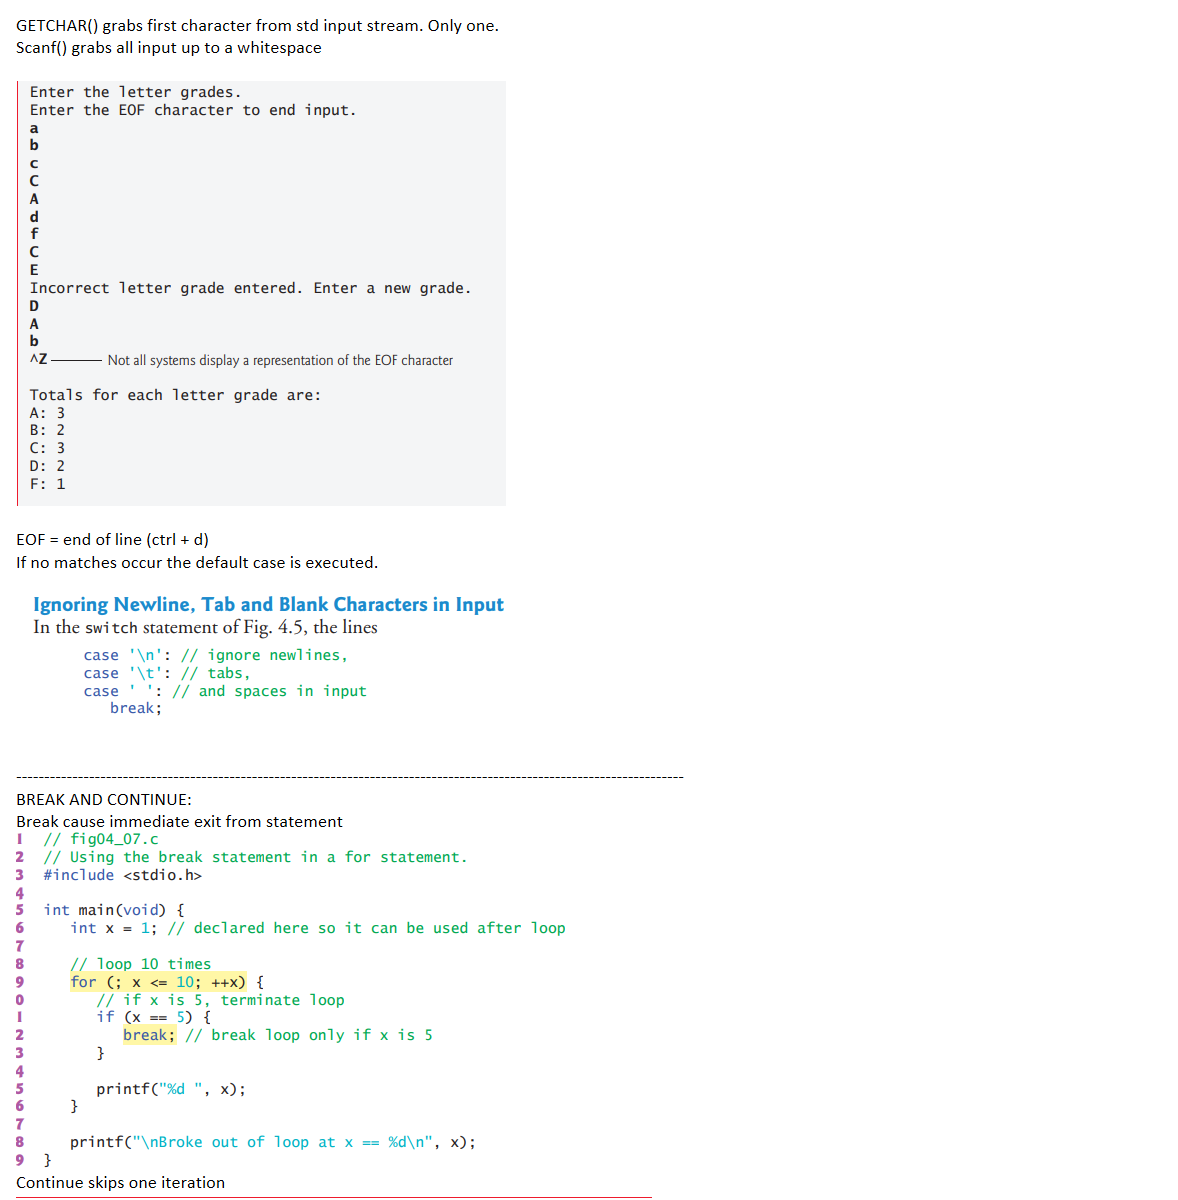 GETCHAR() grabs first character from std input stream. Only one.
Scanf() grabs all input up to a whitespace
Enter the letter grades.
Enter the EOF character to end input.
a
b
c
C
A
d
f
C
E
Incorrect letter grade entered. Enter a new grade.
D
A
b
^Z Not all systems display a representation of the EOF character
Totals for each letter grade are:
A: 3
B: 2
C: 3
D: 2
F: 1
EOF = end of line (ctrl + d)
If no matches occur the default case is executed.
Ignoring Newline, Tab and Blank Characters in Input
In the switch statement of Fig. 4.5, the lines
case '\n': // ignore newlines,
case '\t': // tabs,
case ' ': // and spaces in input
break;
BREAK AND CONTINUE:
Break cause immediate exit from statement
1 // fig04_07.c
2 // Using the break statement in a for statement.
3 #include <stdio.h>
4
5 int main(void) {
6 int x = 1; // declared here so it can be used after loop
7
8 // loop 10 times
9 for (; x <= 10; ++x) {
0 // if x is 5, terminate loop
1 if (x == 5) {
2 break; // break loop only if x is 5
3 }
4
5 printf("%d ", x);
6 }
7
8 printf("\nBroke out of loop at x == %d\n", x);
9 }
Continue skips one iteration